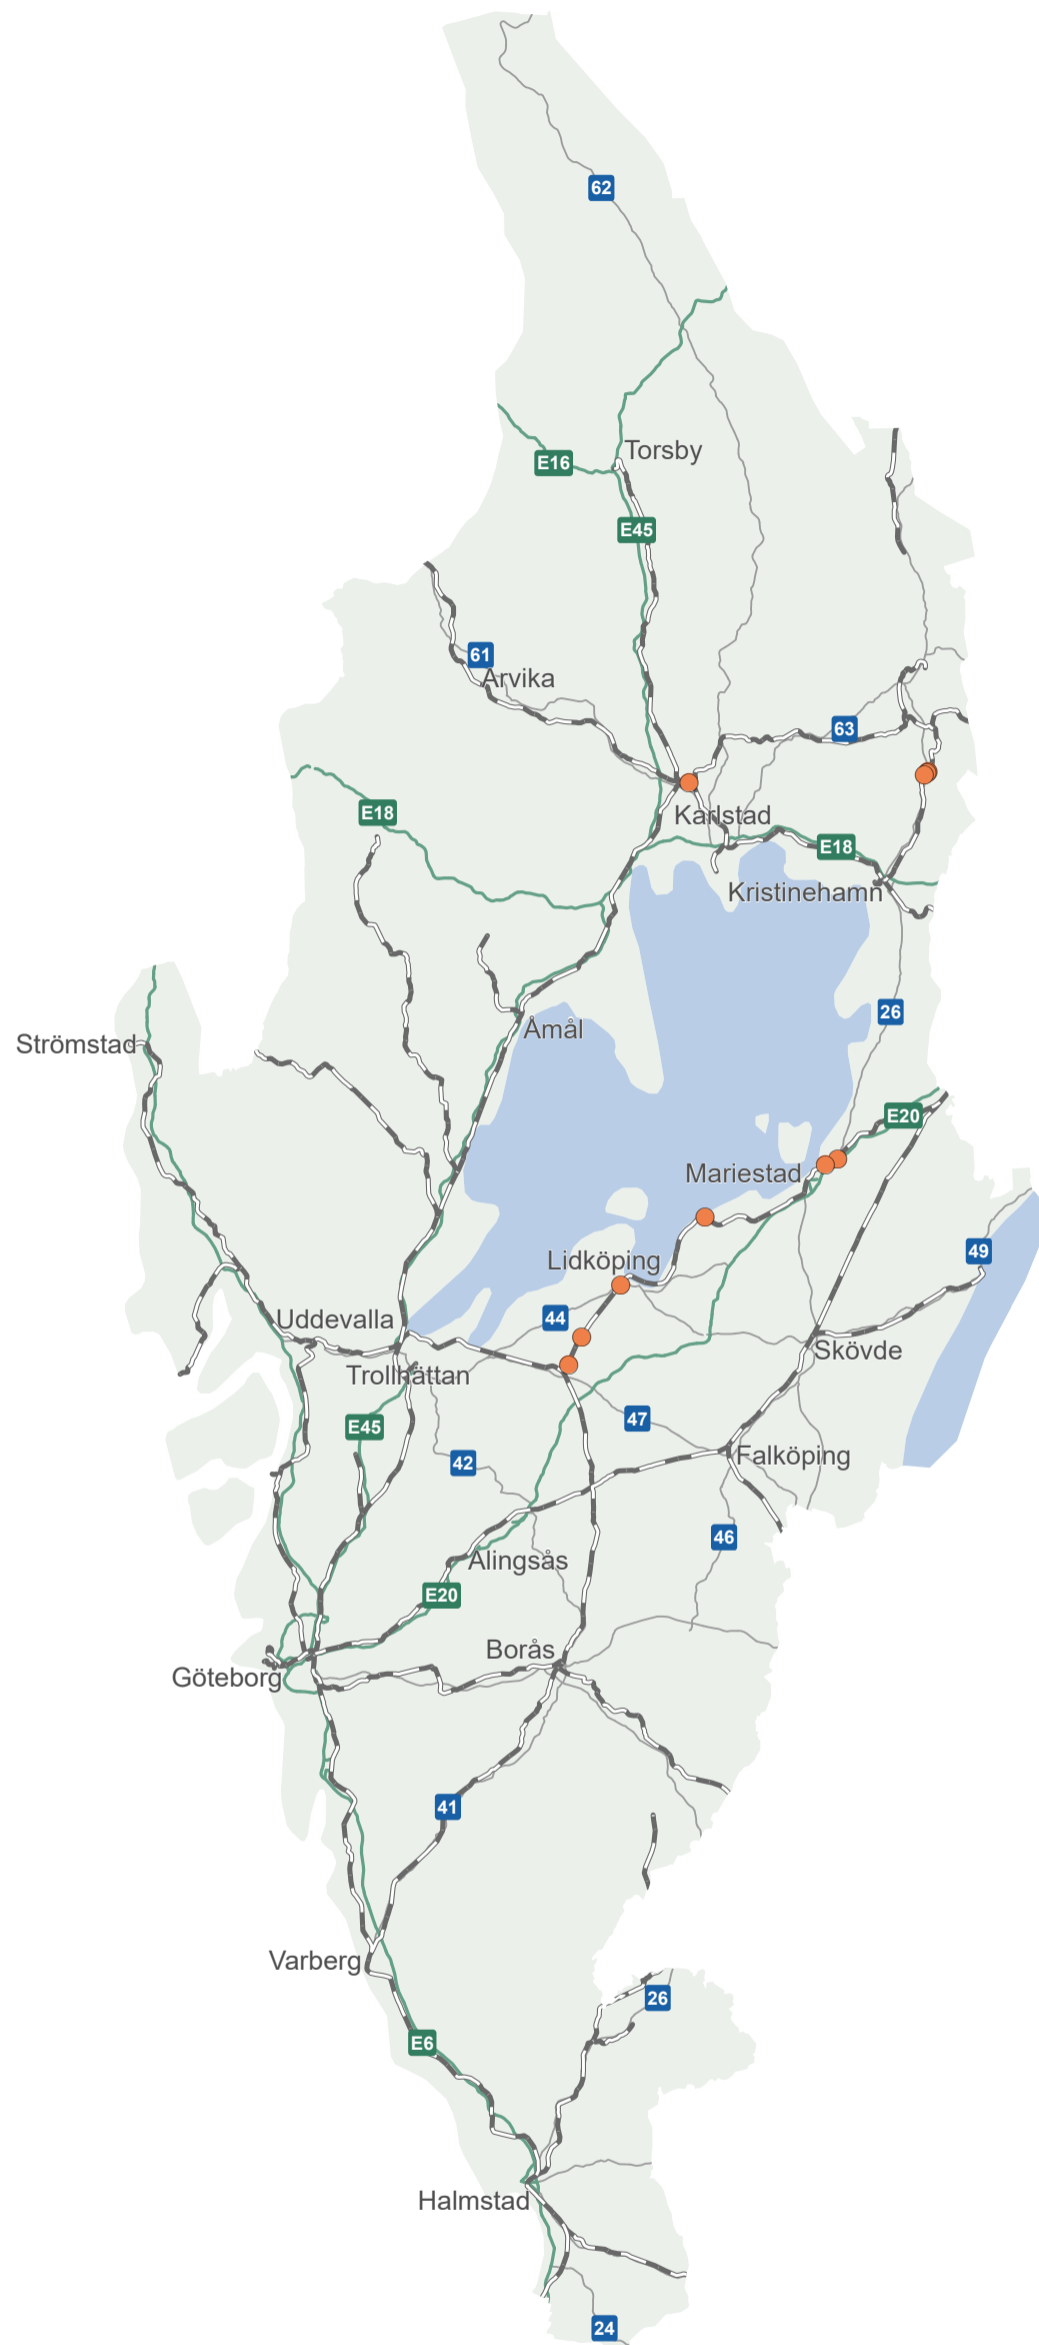 62
Torsby
E16
E45
61
Arvika
63
E18
Karlstad
E18
Kristinehamn
26
Åmål
Strömstad
E20
Mariestad
49
Lidköping
44
Uddevalla
Skövde
Trollhättan
47
E45
Falköping
42
46
Alingsås
E20
Borås
Göteborg
41
Varberg
26
E6
Halmstad
24